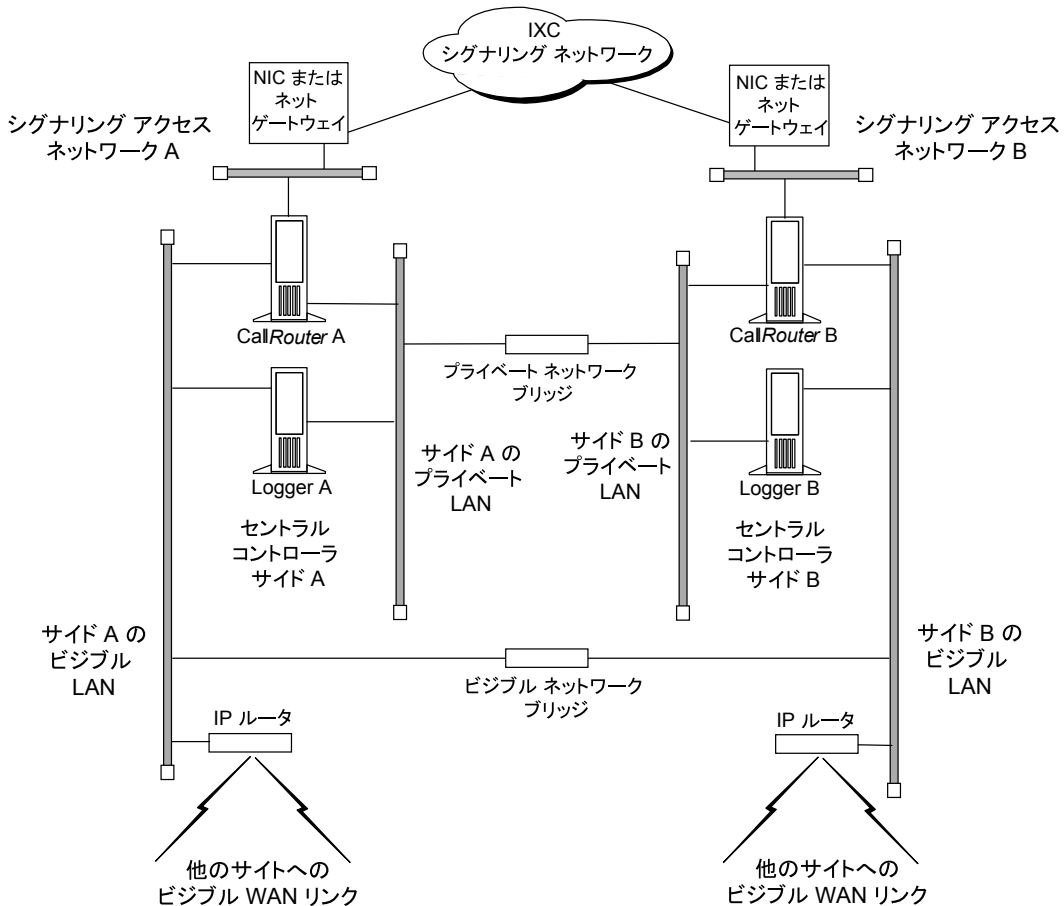 IXC
シグナリング ネットワーク
NIC または
ネット
ゲートウェイ
NIC または
ネット
ゲートウェイ
シグナリング アクセス
ネットワーク A
シグナリング アクセス
ネットワーク B
CallRouter A
CallRouter B
プライベート ネットワーク
ブリッジ
サイド A の
プライベート
LAN
サイド B の
プライベート
LAN
Logger A
Logger B
セントラル
コントローラ
サイド A
セントラル
コントローラ
サイド B
サイド A の
ビジブル
LAN
サイド B の
ビジブル
LAN
ビジブル ネットワーク
ブリッジ
IP ルータ
IP ルータ
他のサイトへの
ビジブル WAN リンク
他のサイトへの
ビジブル WAN リンク